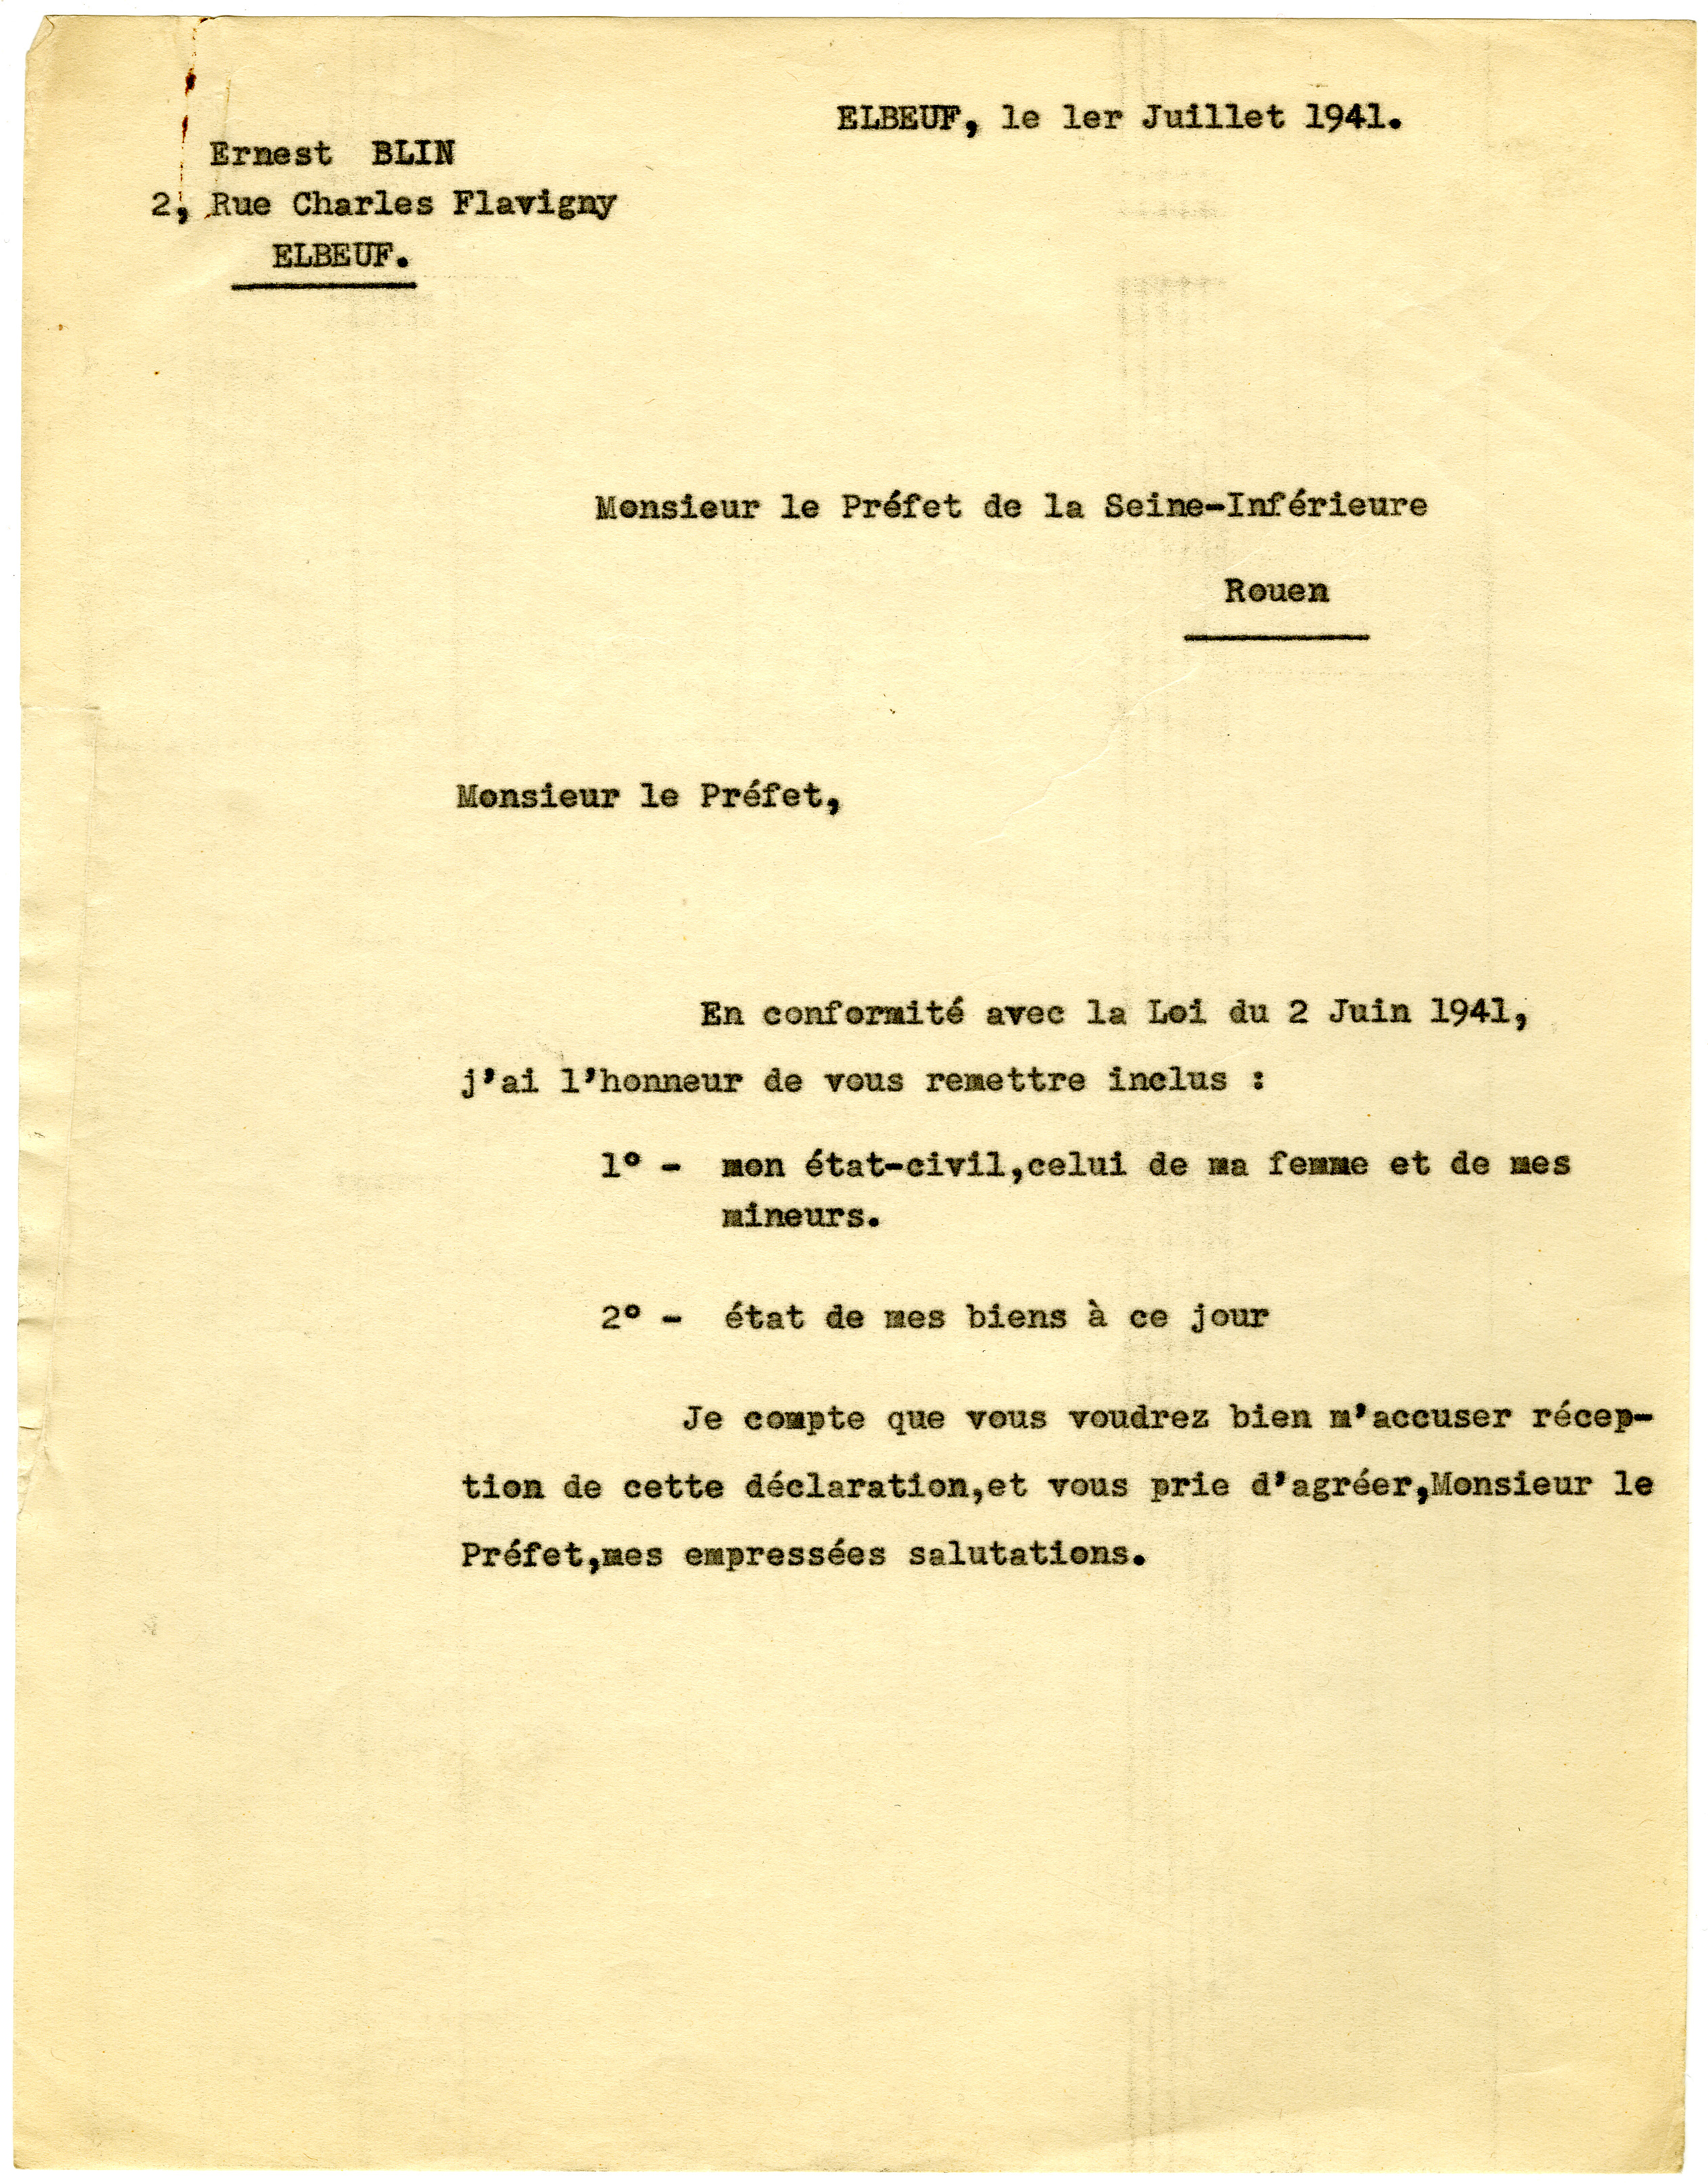 ELBEUF, le 1er Juillet 1941.
Ernest BLIN
2, Rue Charles Flavigny
ELBEUF.
Monsieur le Préfet de la Seine-Inférieure
Rouen
Monsieur le Préfet,
En conformité avec la Loi du 2 Juin 1941,
j'ai l'honneur de vous remettre inclus :
1° - mon état-civil,celui de ma femme et de mes
mineurs.
2° - état de mes biens à ce jour
Je compte que vous voudrez bien m'accuser récep-
tion de cette déclaration,et vous prie d'agréer,Monsieur le
Préfet,mes empressées salutations.